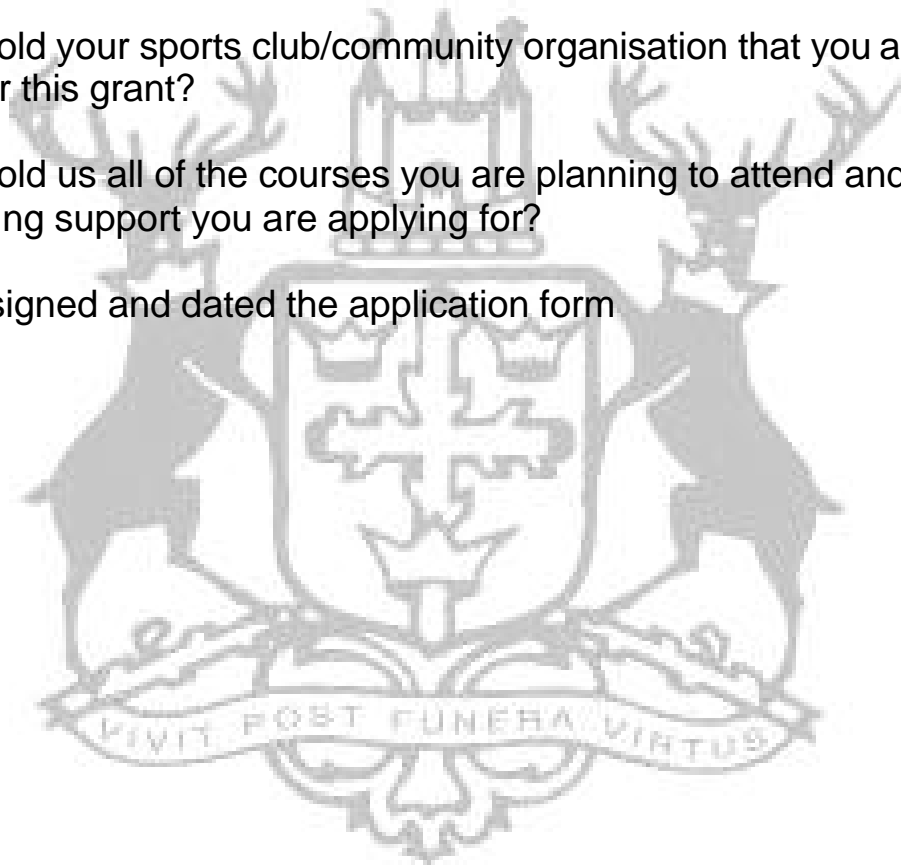 old your sports club/community organisation that you a
r this grant?
old us all of the courses you are planning to attend and
ing support you are applying for?
signed and dated the application form
VIVIT POST FUNERA VIRTUS